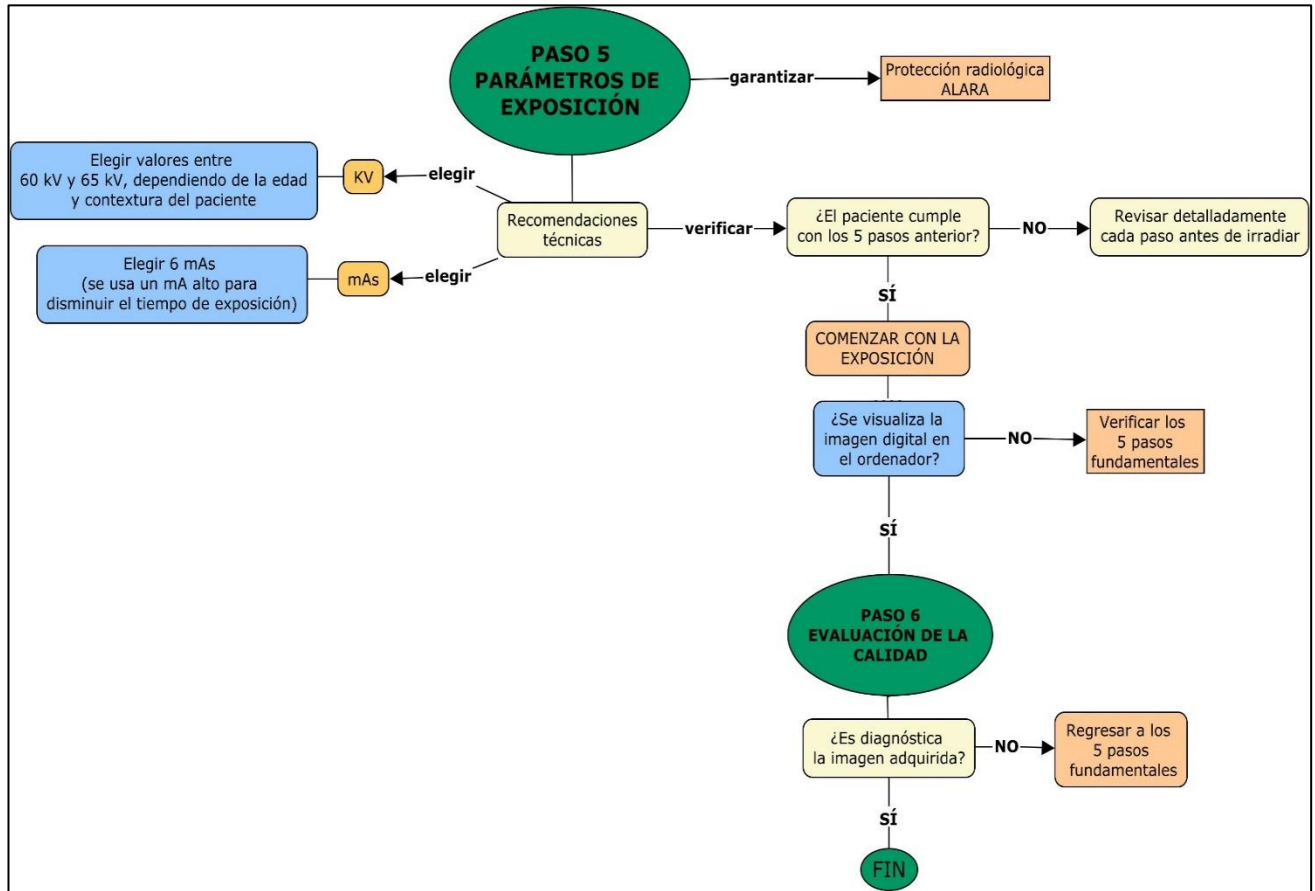 PASO 5
PARÁMETROS DE
EXPOSICIÓN
garantizar
Protección radiológica
ALARA
Elegir valores entre
60 kV y 65 kV, dependiendo de la edad
y contextura del paciente
KV
elegir
Recomendaciones
técnicas
verificar
¿El paciente cumple
con los 5 pasos anterior?
NO
Revisar detalladamente
cada paso antes de irradiar
Elegir 6 mAs
(se usa un mA alto para
disminuir el tiempo de exposición)
mAs
elegir
SÍ
COMENZAR CON LA
EXPOSICIÓN
¿Se visualiza la
imagen digital en
el ordenador?
NO
Verificar los
5 pasos
fundamentales
SÍ
PASO 6
EVALUACIÓN DE LA
CALIDAD
¿Es diagnóstica
la imagen adquirida?
NO
Regresar a los
5 pasos
fundamentales
SÍ
FIN